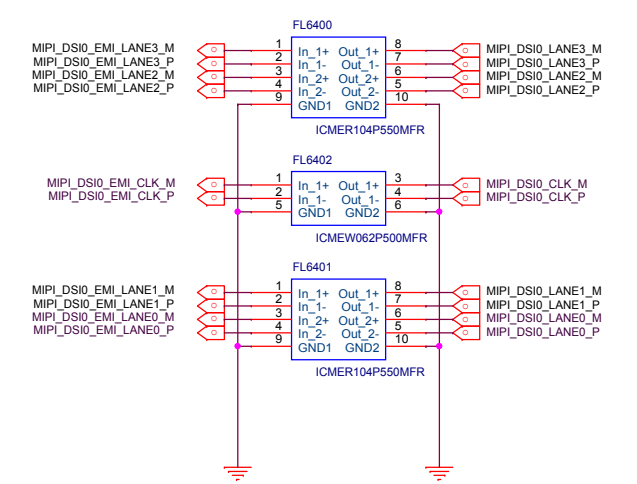 FL6400
MIPI_DSI0_EMI_LANE3_M 1 In_1+ Out_1+ 8 MIPI_DSI0_LANE3_M
MIPI_DSI0_EMI_LANE3_P 2 In_1- Out_1- 7 MIPI_DSI0_LANE3_P
MIPI_DSI0_EMI_LANE2_M 3 In_2+ Out_2+ 6 MIPI_DSI0_LANE2_M
MIPI_DSI0_EMI_LANE2_P 4 In_2- Out_2- 5 MIPI_DSI0_LANE2_P
9 GND1 GND2 10
ICMER104P550MFR
FL6402
MIPI_DSI0_EMI_CLK_M 1 In_1+ Out_1+ 3 MIPI_DSI0_CLK_M
MIPI_DSI0_EMI_CLK_P 2 In_1- Out_1- 4 MIPI_DSI0_CLK_P
5 GND1 GND2 6
ICMEW062P500MFR
FL6401
MIPI_DSI0_EMI_LANE1_M 1 In_1+ Out_1+ 8 MIPI_DSI0_LANE1_M
MIPI_DSI0_EMI_LANE1_P 2 In_1- Out_1- 7 MIPI_DSI0_LANE1_P
MIPI_DSI0_EMI_LANE0_M 3 In_2+ Out_2+ 6 MIPI_DSI0_LANE0_M
MIPI_DSI0_EMI_LANE0_P 4 In_2- Out_2- 5 MIPI_DSI0_LANE0_P
9 GND1 GND2 10
ICMER104P550MFR